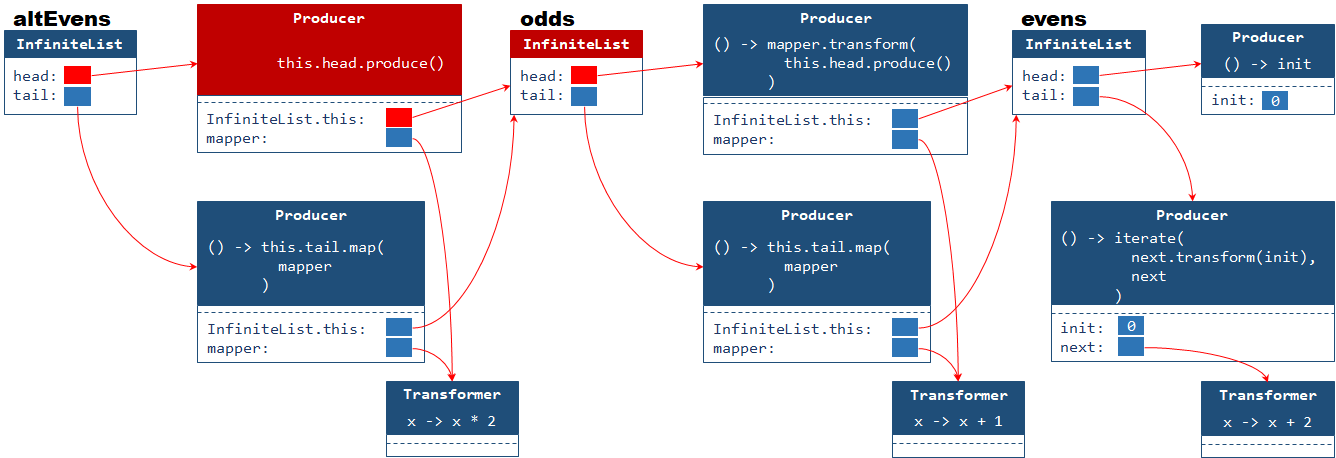 altEvens
InfiniteList
head:
tail:
Producer
this.head.produce()
InfiniteList.this:
mapper:
Producer
() -> this.tail.map(
mapper
)
InfiniteList.this:
mapper:
Transformer
x -> x * 2
odds
InfiniteList
head:
tail:
Producer
() -> mapper.transform(
this.head.produce()
)
InfiniteList.this:
mapper:
Producer
() -> this.tail.map(
mapper
)
InfiniteList.this:
mapper:
Transformer
x -> x + 1
evens
InfiniteList
head:
tail:
Producer
() -> init
init: 0
Producer
() -> iterate(
next.transform(init),
next
)
init: 0
next:
Transformer
x -> x + 2